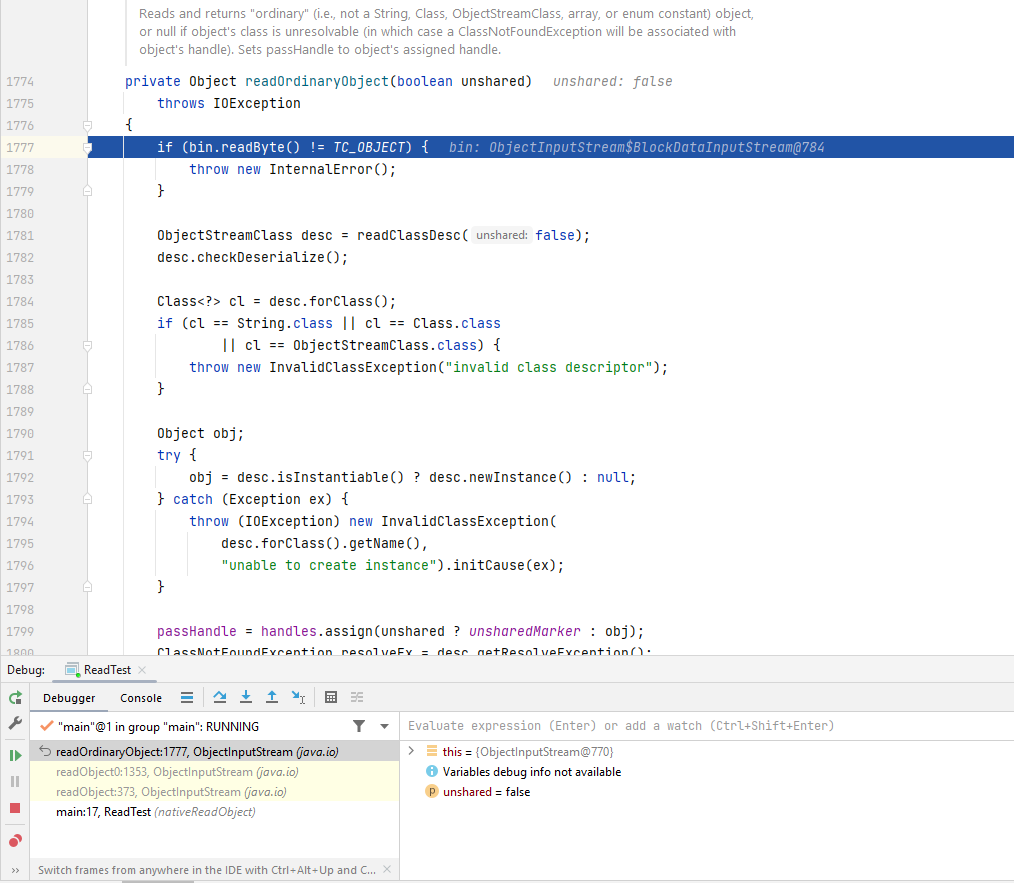 Reads and returns "ordinary" (i.e., not a String, Class, ObjectStreamClass, array, or enum constant) object,
or null if object's class is unresolvable (in which case a ClassNotFoundException will be associated with
object's handle). Sets passHandle to object's assigned handle.
1774 private Object readOrdinaryObject(boolean unshared) unshared: false
1775 throws IOException
1776 {
1777 if (bin.readByte() != TC_OBJECT) { bin: ObjectInputStream$BlockDataInputStream@784
1778 throw new InternalError();
1779 }
1780
1781 ObjectStreamClass desc = readClassDesc( unshared: false);
1782 desc.checkDeserialize();
1783
1784 Class<?> cl = desc.forClass();
1785 if (cl == String.class || cl == Class.class
1786 || cl == ObjectStreamClass.class) {
1787 throw new InvalidClassException("invalid class descriptor");
1788 }
1789
1790 Object obj;
1791 try {
1792 obj = desc.isInstantiable() ? desc.newInstance() : null;
1793 } catch (Exception ex) {
1794 throw (IOException) new InvalidClassException(
1795 desc.forClass().getName(),
1796 "unable to create instance").initCause(ex);
1797 }
1798
1799 passHandle = handles.assign(unshared ? unsharedMarker : obj);
1800 ClassNotFoundException resolveEx = desc.getResolveException();
Debug: ReadTest
Debugger Console
"main"@1 in group "main": RUNNING
Evaluate expression (Enter) or add a watch (Ctrl+Shift+Enter)
readOrdinaryObject:1777, ObjectInputStream (java.io)
readObject0:1353, ObjectInputStream (java.io)
readObject:373, ObjectInputStream (java.io)
main:17, ReadTest (nativeReadObject)
this = {ObjectInputStream@770}
Variables debug info not available
p unshared = false
Switch frames from anywhere in the IDE with Ctrl+Alt+Up and C...